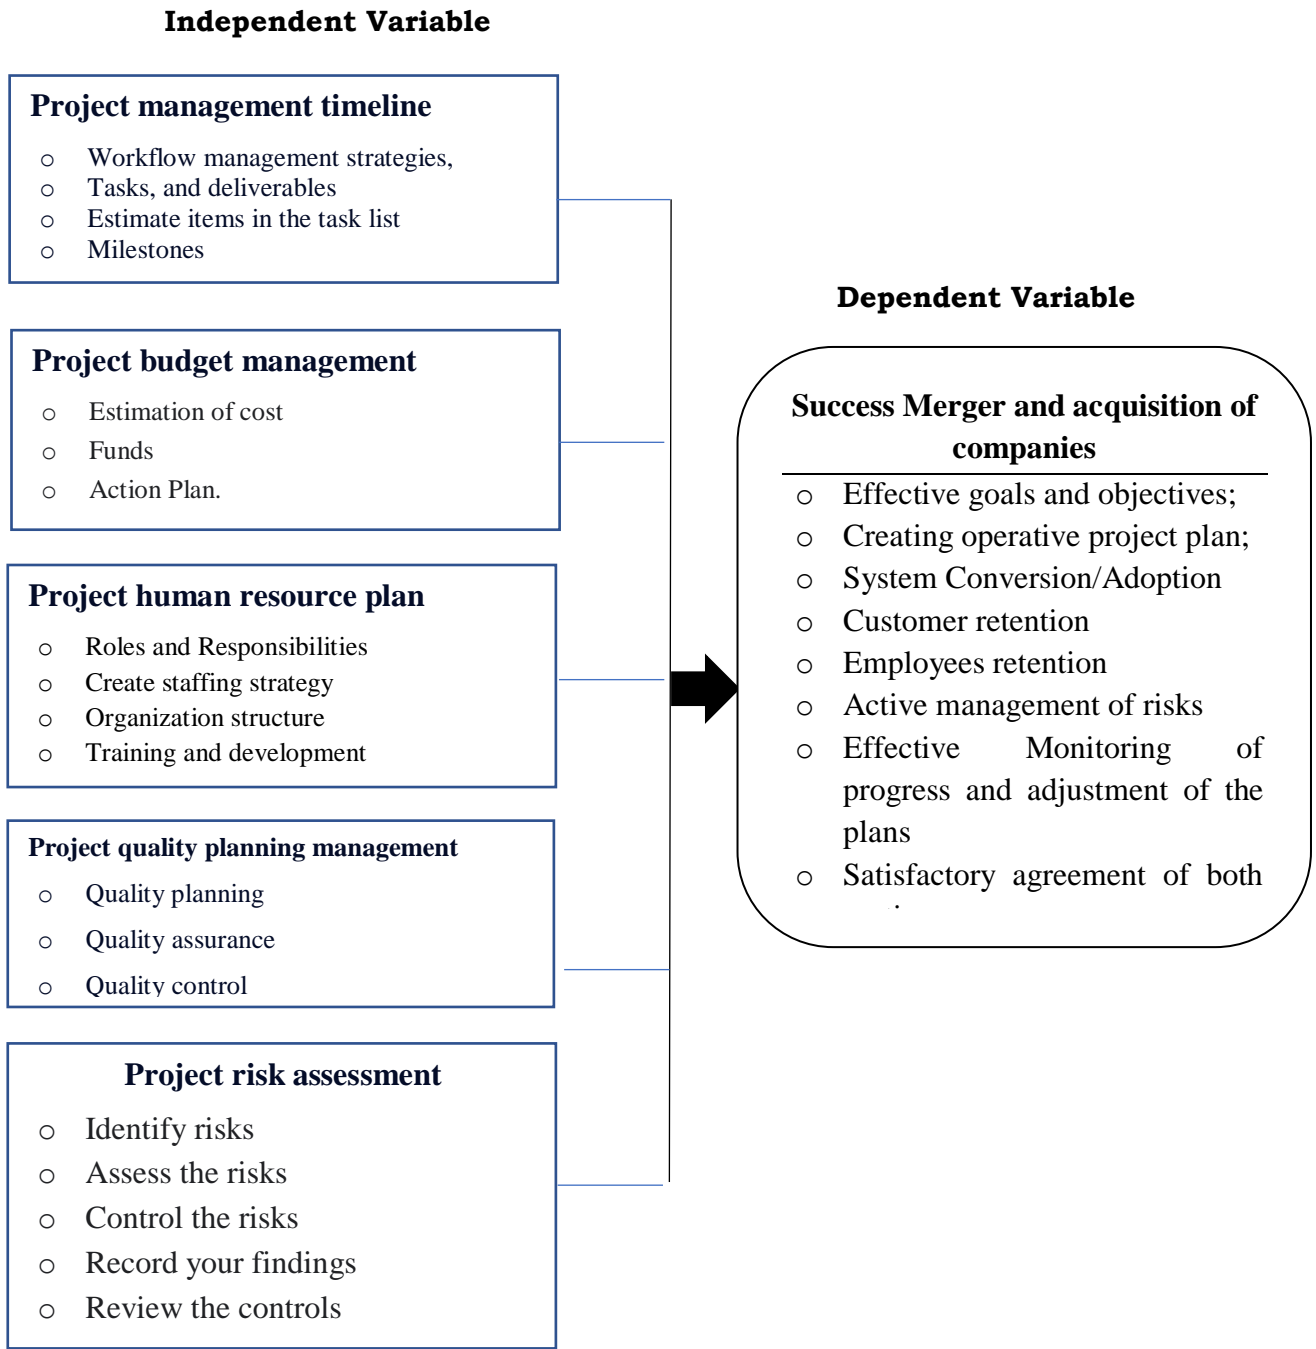 Independent Variable
Project management timeline
o Workflow management strategies,
o Tasks, and deliverables
o Estimate items in the task list
o Milestones
Project budget management
o Estimation of cost
o Funds
o Action Plan.
Project human resource plan
o Roles and Responsibilities
o Create staffing strategy
o Organization structure
o Training and development
Project quality planning management
o Quality planning
o Quality assurance
o Quality control
Project risk assessment
o Identify risks
o Assess the risks
o Control the risks
o Record your findings
o Review the controls
Dependent Variable
Success Merger and acquisition of
companies
o Effective goals and objectives;
o Creating operative project plan;
o System Conversion/Adoption
o Customer retention
o Employees retention
o Active management of risks
o Effective Monitoring of
progress and adjustment of the
plans
o Satisfactory agreement of both